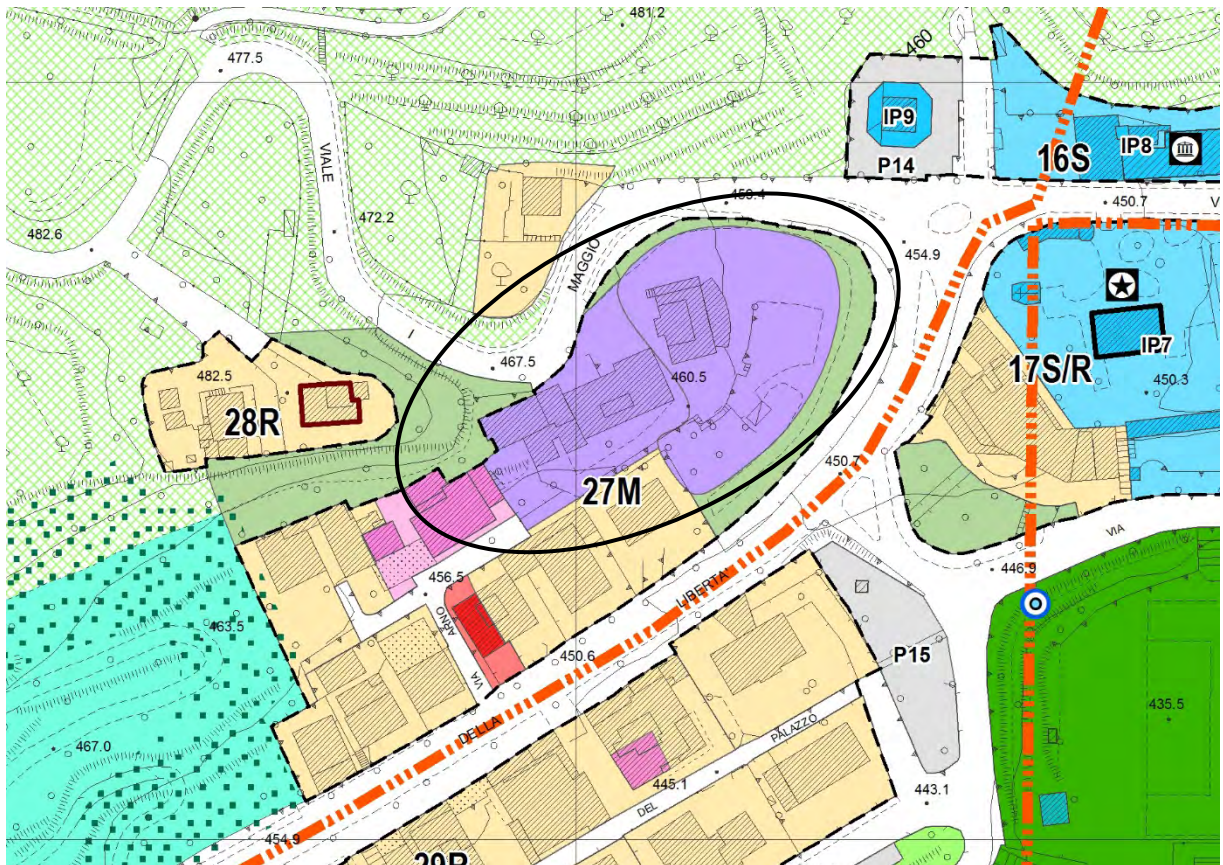 481.2
477.5
460
IP9
IP8
P14
16S
VIALE
472.2
459.4
450.7
V
482.6
MAGGIO
454.9
I
467.5
IP7
17S/R
450.3
482.5
28R
460.5
27M
450.7
VIA
446.9
456.5
LIBERTA'
463.5
ARNO
VIA
450.6
P15
DELLA
435.5
467.0
PALAZZO
445.1
DEL
443.1
454.9
29R